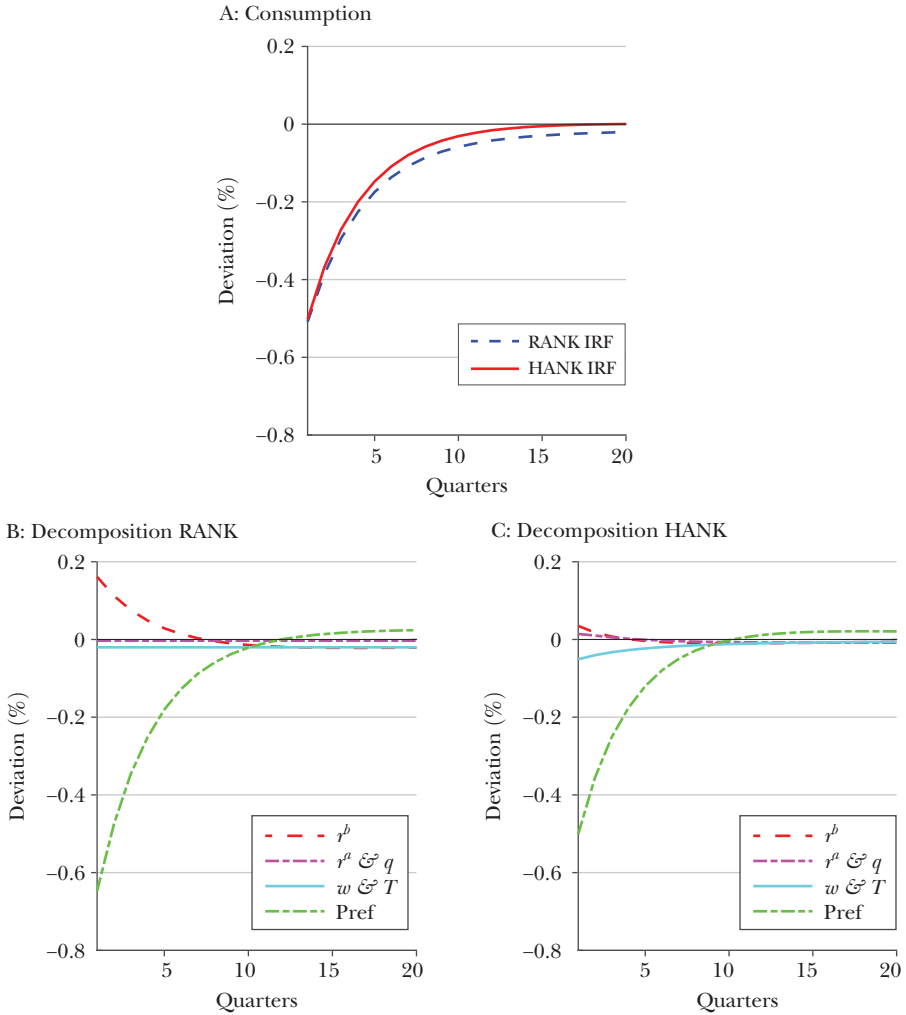 A: Consumption
0.2
0
−0.2
−0.4
−0.6
−0.8
Deviation (%)
RANK IRF
HANK IRF
5
10
15
20
Quarters
B: Decomposition RANK
0.2
0
−0.2
−0.4
−0.6
−0.8
Deviation (%)
r^b
r^a & q
w & T
Pref
5
10
15
20
Quarters
C: Decomposition HANK
0.2
0
−0.2
−0.4
−0.6
−0.8
Deviation (%)
r^b
r^a & q
w & T
Pref
5
10
15
20
Quarters